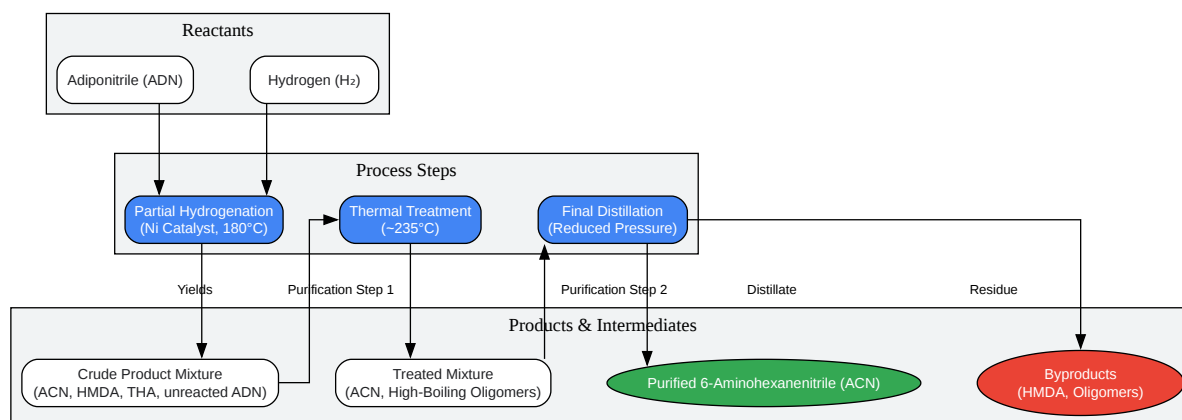 Reactants
Adiponitrile (ADN)
Hydrogen (H₂)
Process Steps
Partial Hydrogenation
(Ni Catalyst, 180°C)
Thermal Treatment
(~235°C)
Final Distillation
(Reduced Pressure)
Yields
Purification Step 1
Purification Step 2
Distillate
Residue
Products & Intermediates
Crude Product Mixture
(ACN, HMDA, THA, unreacted ADN)
Treated Mixture
(ACN, High-Boiling Oligomers)
Purified 6-Aminohexanenitrile (ACN)
Byproducts
(HMDA, Oligomers)